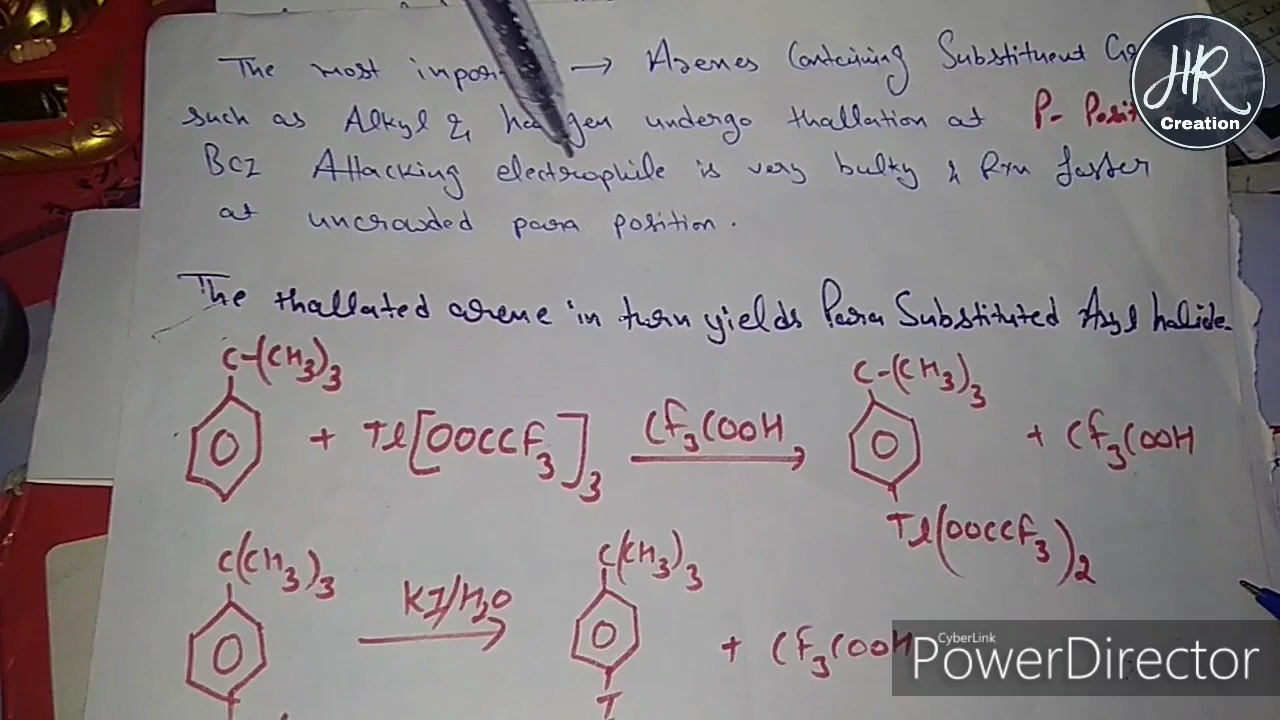 The most → Arenes Containing Substituent
such as Alkyl & undergo thallation at P-
BCZ Attacking electrophile is very bulky & Rxn faster
at uncrowded para position.
The thallated arene in turn yields Para Substituted Aryl halide.
C-(CH3)3
C-(CH3)3
+ Tl[OOCCF3]3 CF3COOH + CF3COOH
Tl(OOCCF3)2
C(CH3)3
C(CH3)3
KI/H2O
+ CF3COOH
I
HR
Creation
CyberLink
PowerDirector